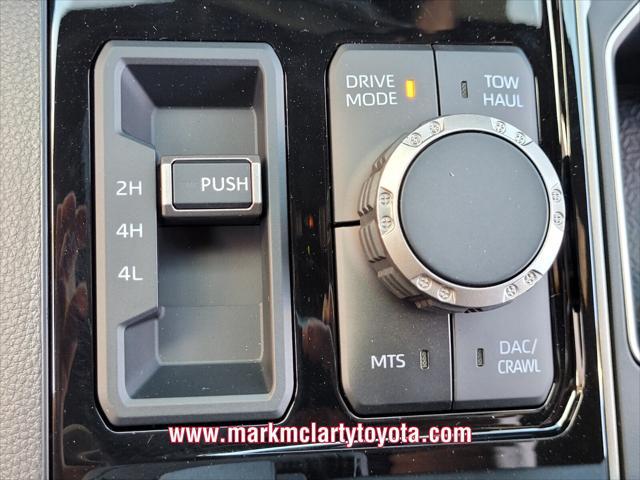 2H
PUSH
4H
4L
DRIVE
MODE
TOW
HAUL
MTS
DAC/
CRAWL
www.markmclartytoyota.com